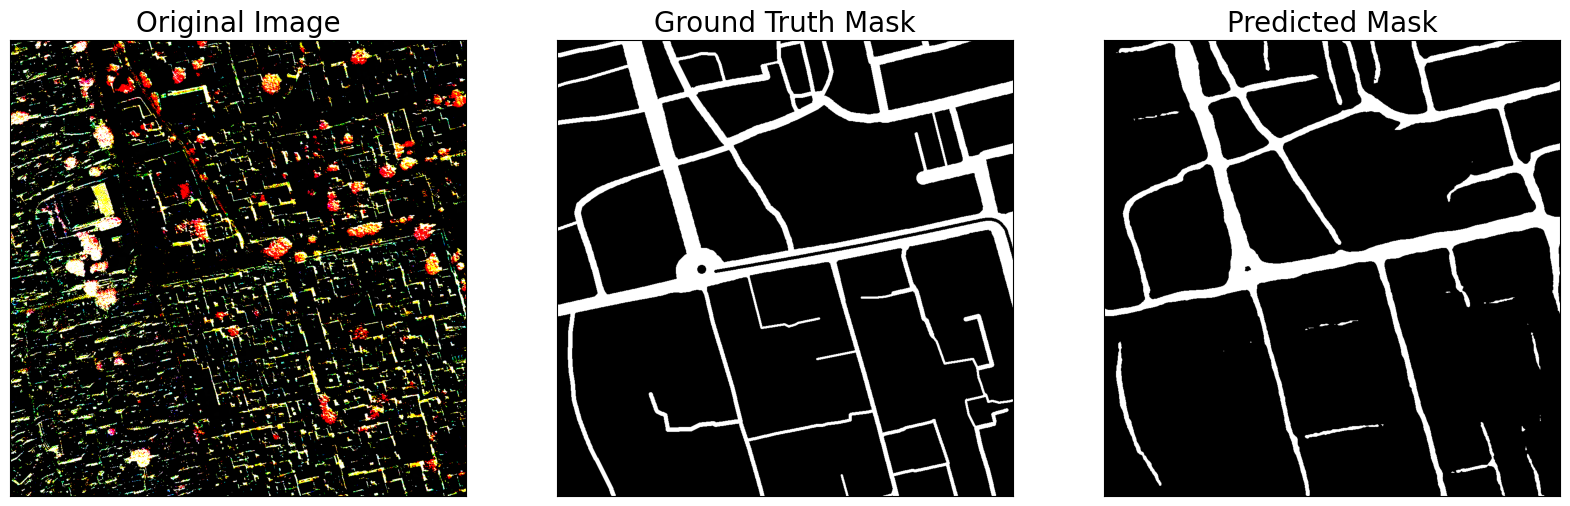 Original Image
Ground Truth Mask
Predicted Mask